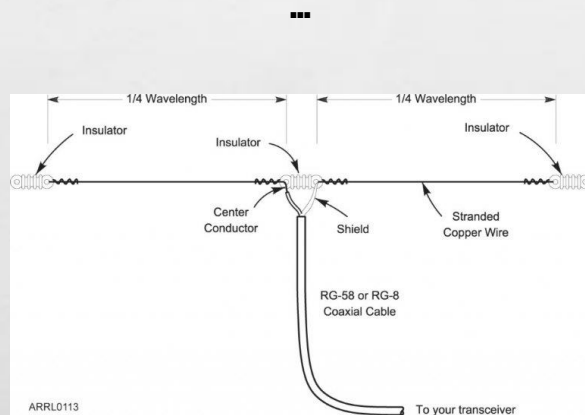 ...
1/4 Wavelength
1/4 Wavelength
Insulator
Insulator
Insulator
Center
Conductor
Shield
Stranded
Copper Wire
RG-58 or RG-8
Coaxial Cable
ARRL0113
To your transceiver